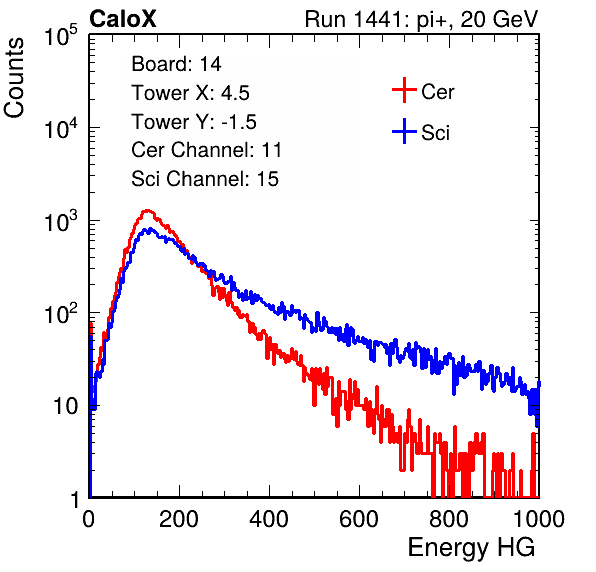 CaloX Run 1441: pi+, 20 GeV
Board: 14
Tower X: 4.5
Tower Y: -1.5
Cer Channel: 11
Sci Channel: 15
Cer
Sci
Counts
10^5
10^4
10^3
10^2
10
1
0 200 400 600 800 1000
Energy HG